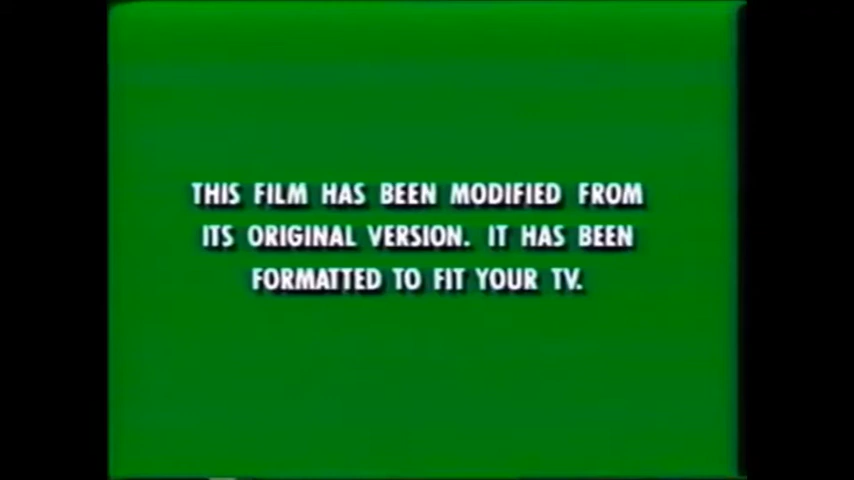 THIS FILM HAS BEEN MODIFIED FROM
ITS ORIGINAL VERSION. IT HAS BEEN
FORMATTED TO FIT YOUR TV.